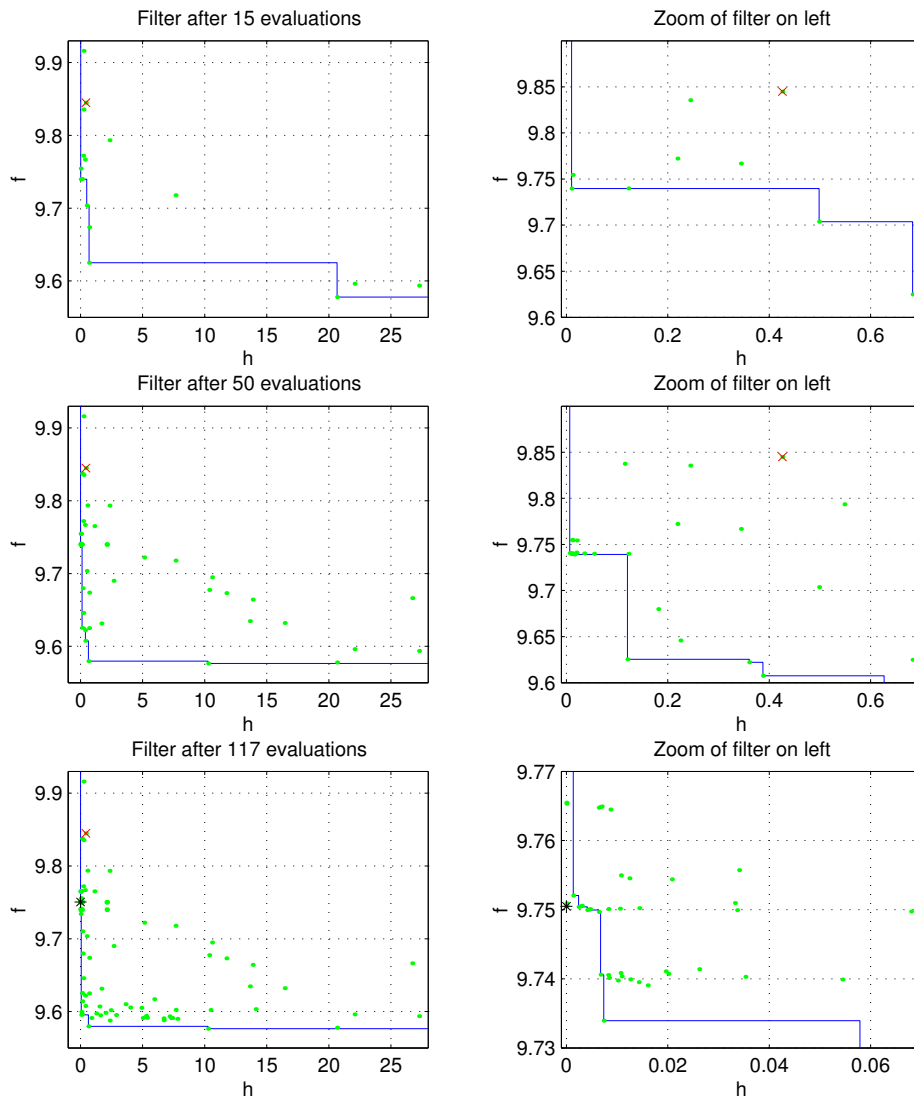 Filter after 15 evaluations
9.9
9.8
9.7
9.6
f
0 5 10 15 20 25
h
Zoom of filter on left
9.85
9.8
9.75
9.7
9.65
9.6
f
0 0.2 0.4 0.6
h
Filter after 50 evaluations
9.9
9.8
9.7
9.6
f
0 5 10 15 20 25
h
Zoom of filter on left
9.85
9.8
9.75
9.7
9.65
9.6
f
0 0.2 0.4 0.6
h
Filter after 117 evaluations
9.9
9.8
9.7
9.6
f
0 5 10 15 20 25
h
Zoom of filter on left
9.77
9.76
9.75
9.74
9.73
f
0 0.02 0.04 0.06
h